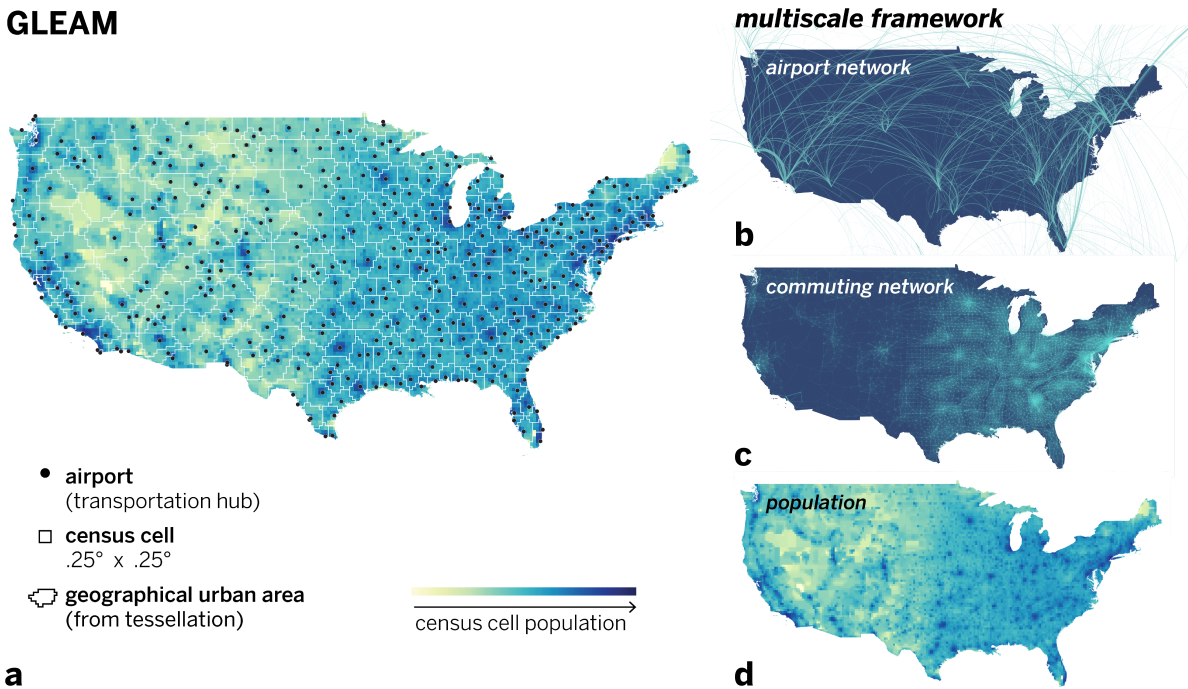 GLEAM
airport
(transportation hub)
census cell
.25° x .25°
geographical urban area
(from tessellation)
census cell population
a
multiscale framework
airport network
b
commuting network
c
population
d